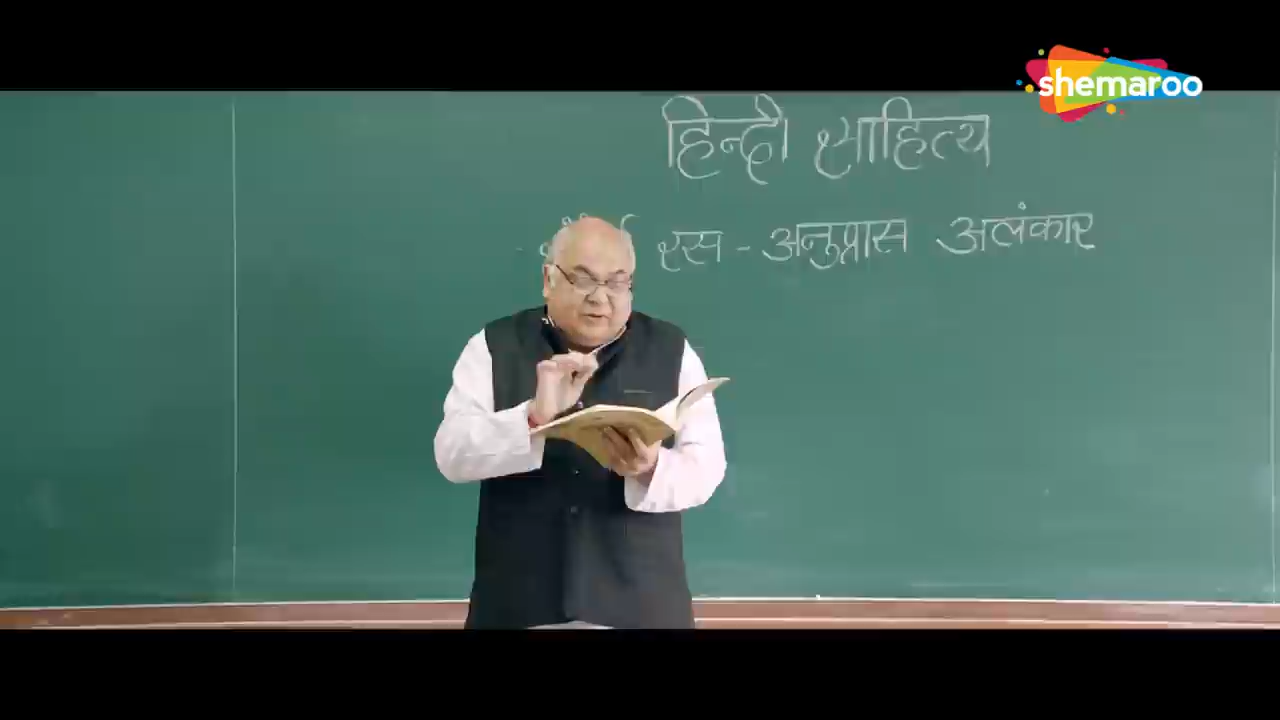 shemaroo
हिन्दी साहित्य
रस - अनुप्रास अलंकार